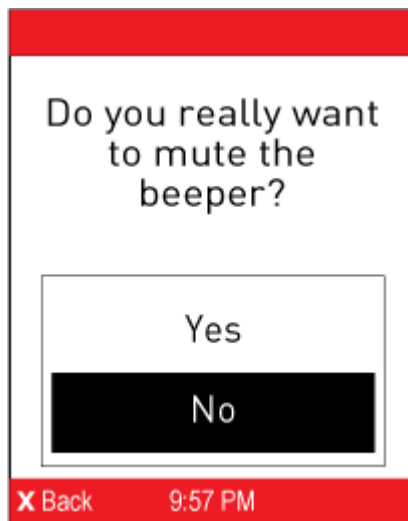 Do you really want
to mute the
beeper?
Yes
No
X Back 9:57 PM